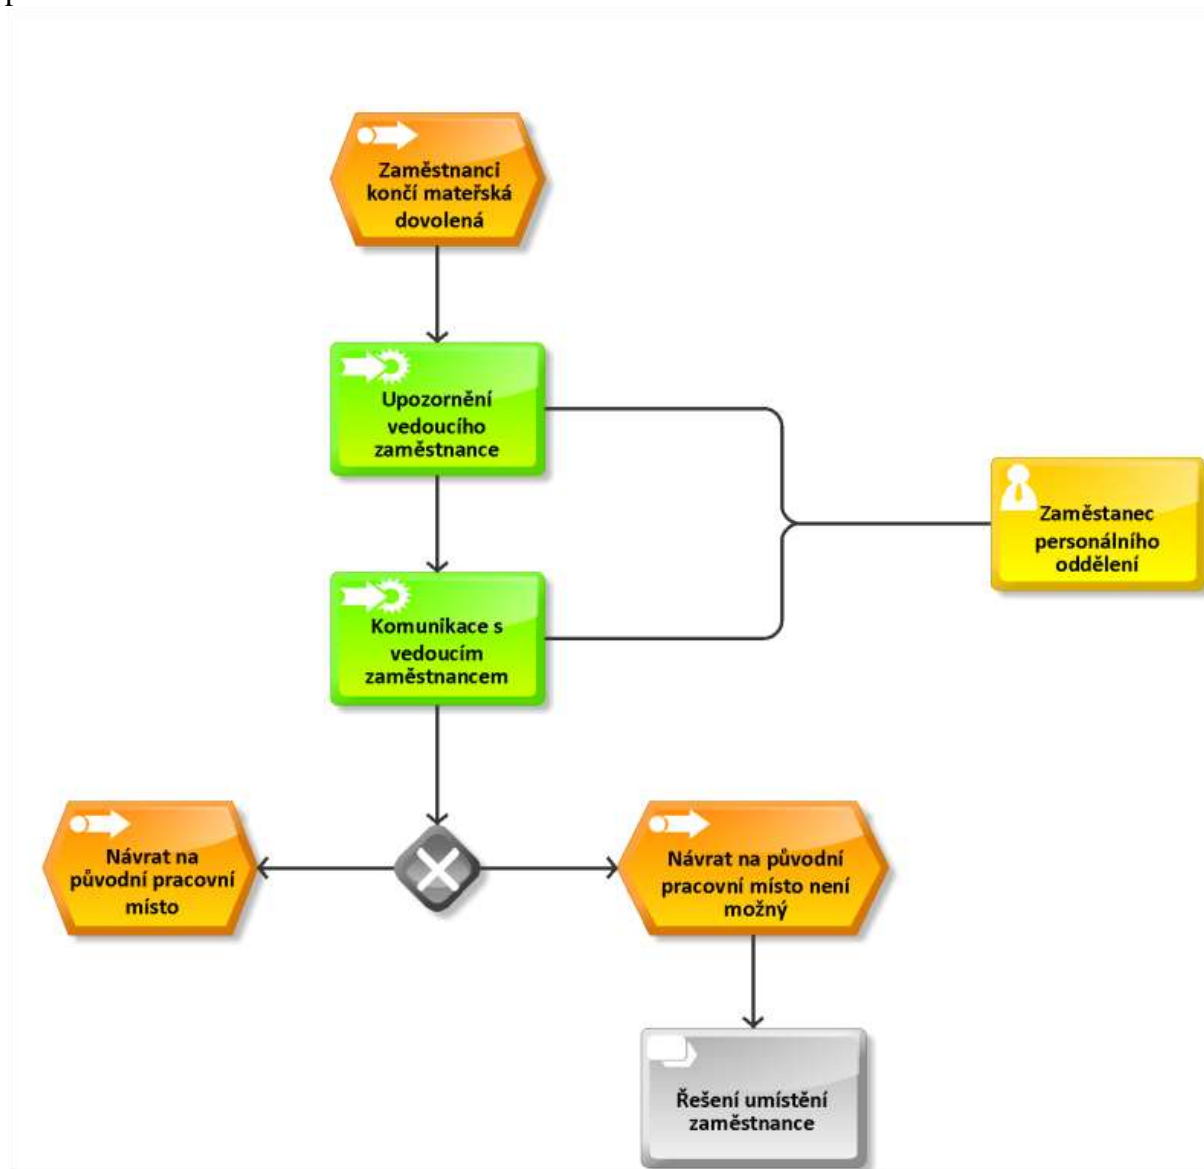 Zaměstnanci
končí mateřská
dovolená
Upozornění
vedoucího
zaměstnance
Zaměstanec
personálního
oddělení
Komunikace s
vedoucím
zaměstnancem
Návrat na
původní pracovní
místo
Návrat na původní
pracovní místo není
možný
Řešení umístění
zaměstnance